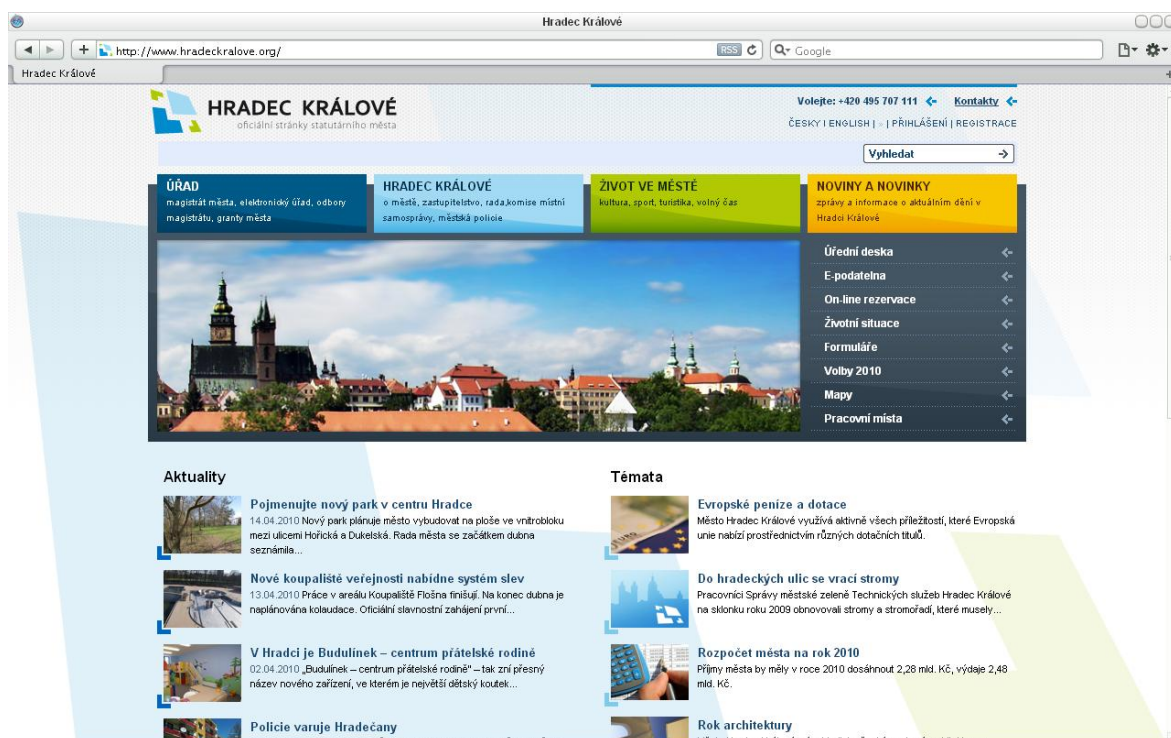 Hradec Králové
http://www.hradeckralove.org/
RSS
Google
Hradec Králové
HRADEC KRÁLOVÉ
oficiální stránky statutárního města
Volejte: +420 495 707 111
Kontakty
ČESKY I ENGLISH | | PŘIHLÁŠENÍ | REGISTRACE
Vyhledat
ÚŘAD
magistrát města, elektronický úřad, odbory
magistrátu, granty města
HRADEC KRÁLOVÉ
o městě, zastupitelstvo, rada,komise místní
samosprávy, městská policie
ŽIVOT VE MĚSTĚ
kultura, sport, turistika, volný čas
NOVINY A NOVINKY
zprávy a informace o aktuálním dění v
Hradci Králové
Úřední deska
E-podatelna
On-line rezervace
Životní situace
Formuláře
Volby 2010
Mapy
Pracovní místa
Aktuality
Pojmenujte nový park v centru Hradce
14.04.2010 Nový park plánuje město vybudovat na ploše ve vnitrobloku
mezi ulicemi Hořická a Dukelská. Rada města se začátkem dubna
seznámila...
Nové koupaliště veřejnosti nabídne systém slev
13.04.2010 Práce v areálu Koupaliště Flošna finišují. Na konec dubna je
naplánována kolaudace. Oficiální slavnostní zahájení první...
V Hradci je Budulínek – centrum přátelské rodině
02.04.2010 „Budulínek – centrum přátelské rodině“ – tak zní přesný
název nového zařízení, ve kterém je největší dětský koutek...
Policie varuje Hradečany
Témata
Evropské peníze a dotace
Město Hradec Králové využívá aktivně všech příležitostí, které Evropská
unie nabízí prostřednictvím různých dotačních titulů.
Do hradeckých ulic se vrací stromy
Pracovníci Správy městské zeleně Technických služeb Hradec Králové
na sklonku roku 2009 obnovovali stromy a stromořadí, které musely...
Rozpočet města na rok 2010
Příjmy města by měly v roce 2010 dosáhnout 2,28 mld. Kč, výdaje 2,48
mld. Kč.
Rok architektury